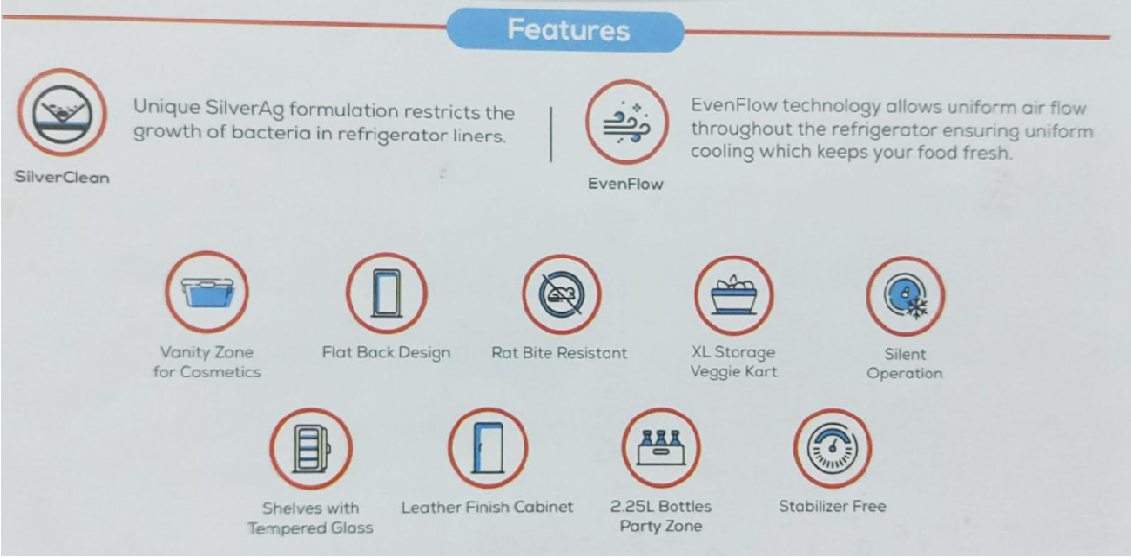 Features
Unique SilverAg formulation restricts the
growth of bacteria in refrigerator liners.
SilverClean
EvenFlow technology allows uniform air flow
throughout the refrigerator ensuring uniform
cooling which keeps your food fresh.
EvenFlow
Vanity Zone
for Cosmetics
Flat Back Design
Rat Bite Resistant
XL Storage
Veggie Kart
Silent
Operation
Shelves with
Tempered Glass
Leather Finish Cabinet
2.25L Bottles
Party Zone
Stabilizer Free